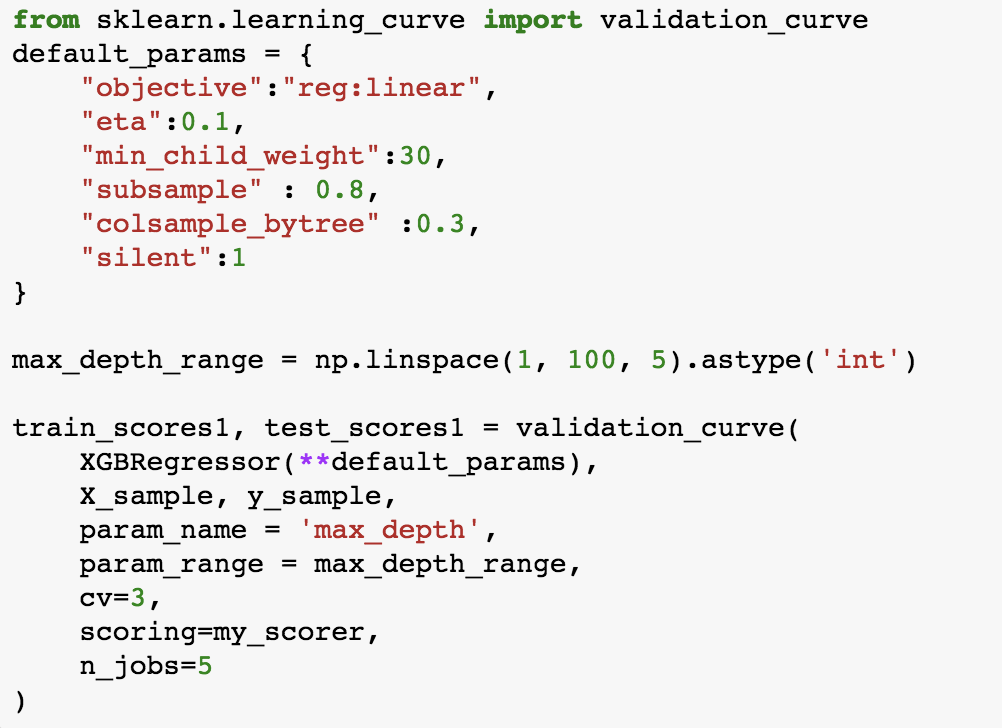 from sklearn.learning_curve import validation_curve
default_params = {
    "objective":"reg:linear",
    "eta":0.1,
    "min_child_weight":30,
    "subsample" : 0.8,
    "colsample_bytree" :0.3,
    "silent":1
}

max_depth_range = np.linspace(1, 100, 5).astype('int')

train_scores1, test_scores1 = validation_curve(
    XGBRegressor(**default_params),
    X_sample, y_sample,
    param_name = 'max_depth',
    param_range = max_depth_range,
    cv=3,
    scoring=my_scorer,
    n_jobs=5
)